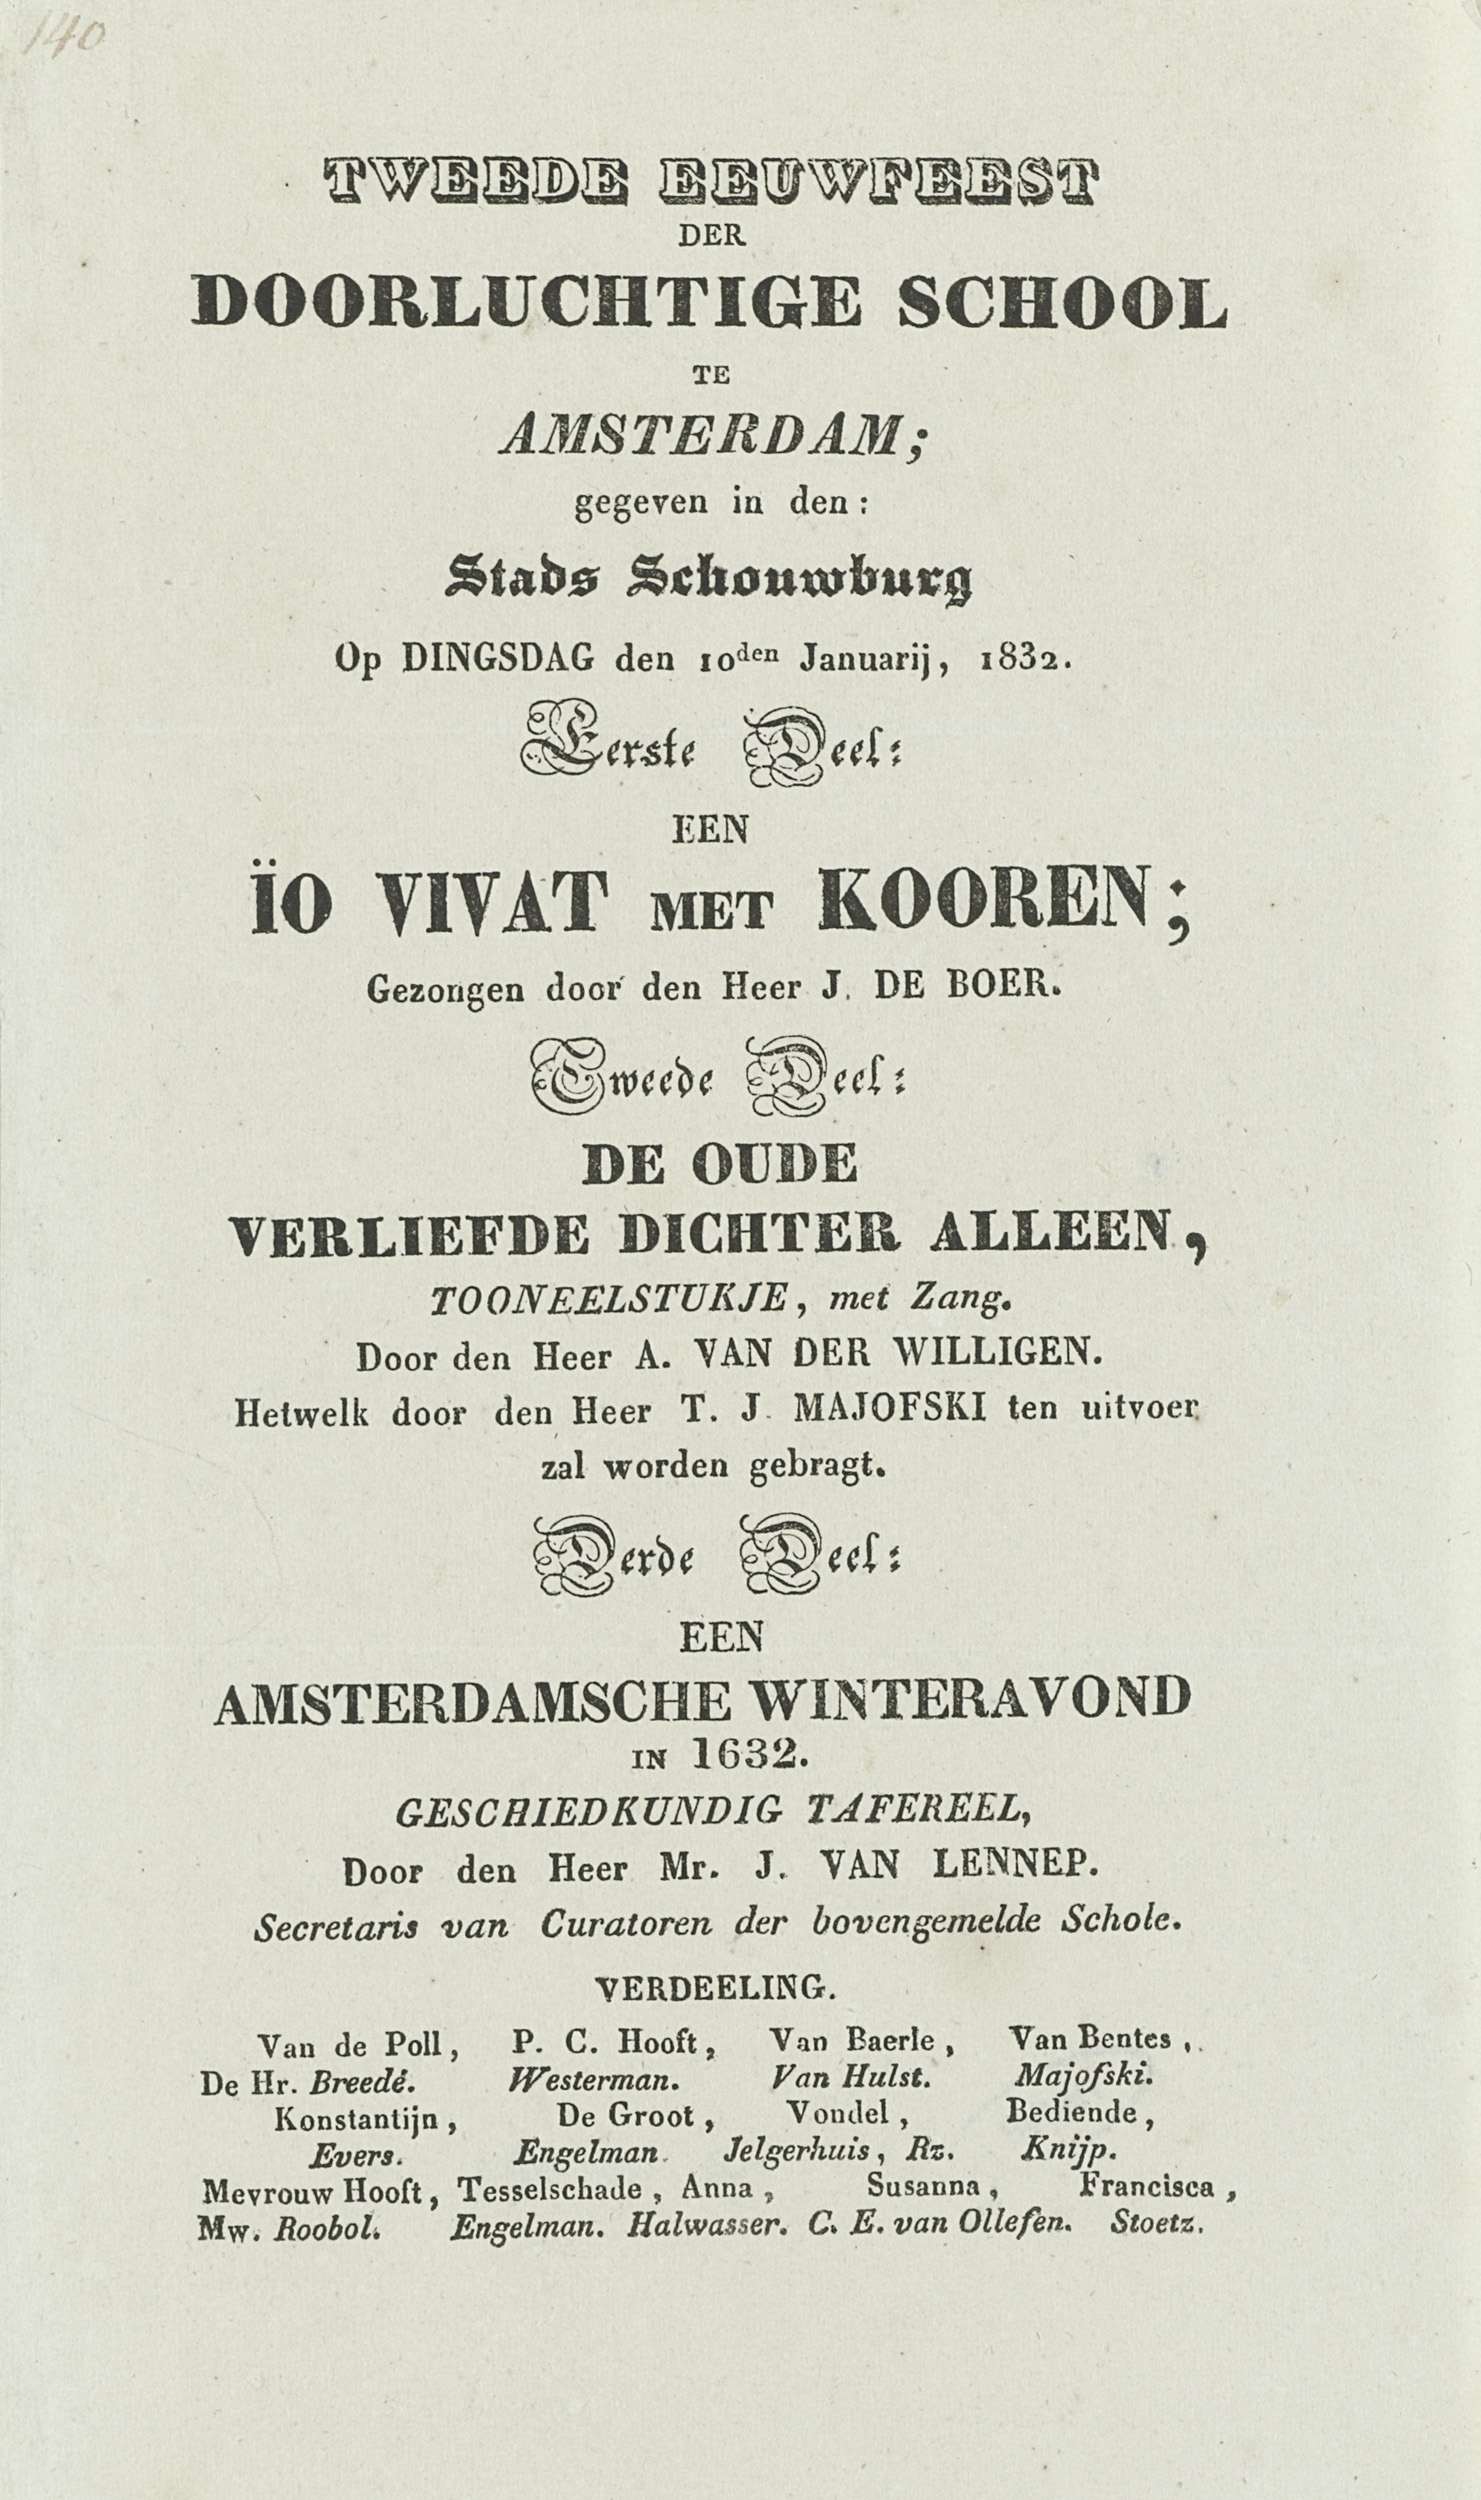 140
TWEEDE EEUWFEEST
DER
DOORLUCHTIGE SCHOOL
TE
AMSTERDAM;
gegeven in den:
Stads Schouwburg
Op DINGSDAG den 10den Januarij, 1832.
Eerste Deel:
EEN
ÏO VIVAT MET KOOREN;
Gezongen door den Heer J. DE BOER.
Tweede Deel:
DE OUDE
VERLIEFDE DICHTER ALLEEN,
TOONEELSTUKJE, met Zang.
Door den Heer A. VAN DER WILLIGEN.
Hetwelk door den Heer T. J. MAJOFSKI ten uitvoer
zal worden gebragt.
Derde Deel:
EEN
AMSTERDAMSCHE WINTERAVOND
IN 1632.
GESCHIEDKUNDIG TAFEREEL,
Door den Heer Mr. J. VAN LENNEP.
Secretaris van Curatoren der bovengemelde Schole.
VERDEELING.
Van de Poll, P. C. Hooft, Van Baerle, Van Bentes,
De Hr. Breedé. Westerman. Van Hulst. Majofski.
Konstantijn, De Groot, Vondel, Bediende,
Evers. Engelman. Jelgerhuis, Rz. Knijp.
Mevrouw Hooft, Tesselschade, Anna, Susanna, Francisca,
Mw. Roobol. Engelman. Halwasser. C. E. van Ollefen. Stoetz.